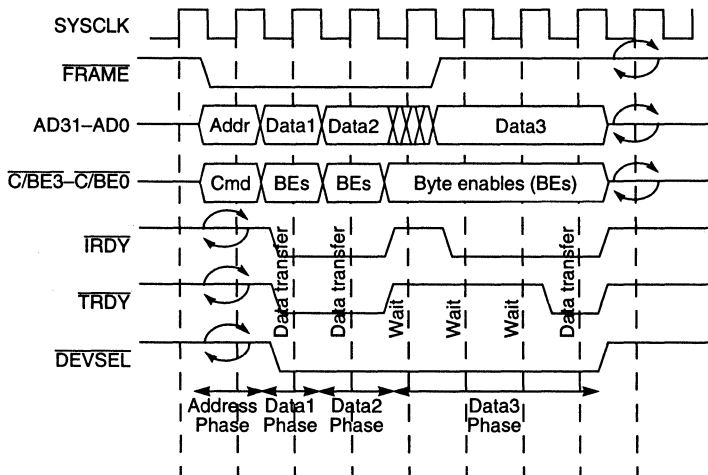 SYSCLK
FRAME
AD31–AD0
Addr
Data1
Data2
Data3
C/BE3–C/BE0
Cmd
BEs
BEs
Byte enables (BEs)
IRDY
TRDY
Data transfer
Data transfer
Wait
Wait
Wait
Data transfer
DEVSEL
Address
Phase
Data1
Phase
Data2
Phase
Data3
Phase